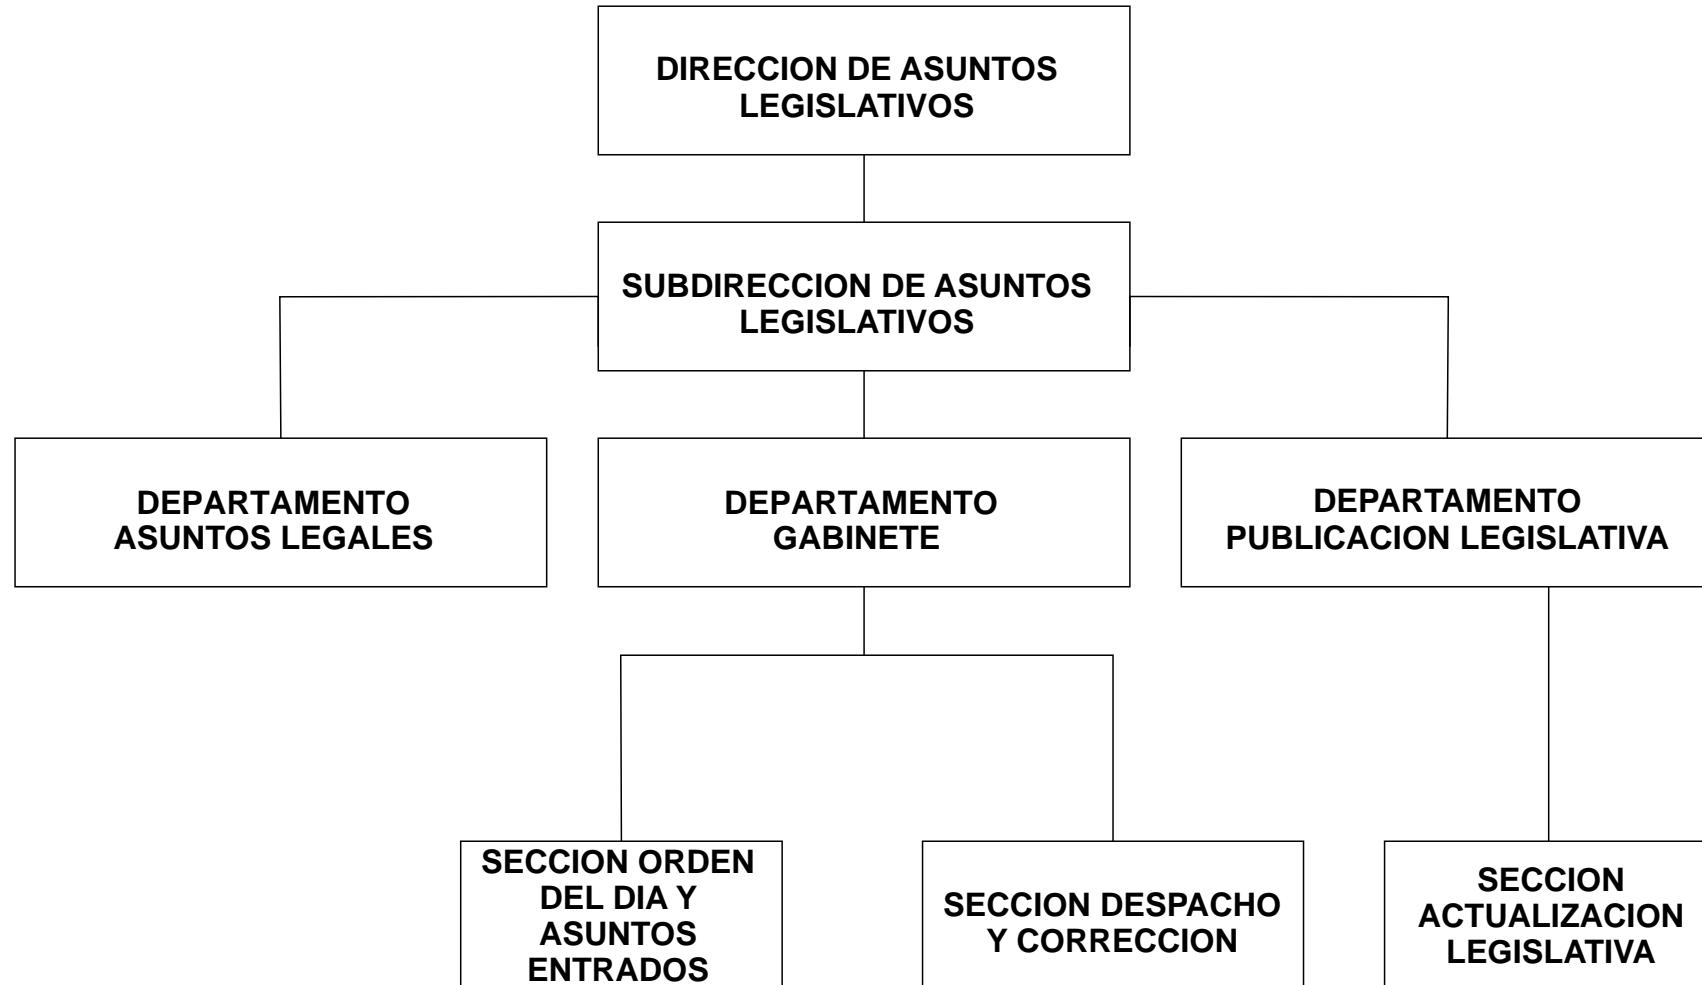 DIRECCION DE ASUNTOS
LEGISLATIVOS
SUBDIRECCION DE ASUNTOS
LEGISLATIVOS
DEPARTAMENTO
ASUNTOS LEGALES
DEPARTAMENTO
GABINETE
DEPARTAMENTO
PUBLICACION LEGISLATIVA
SECCION ORDEN
DEL DIA Y
ASUNTOS
ENTRADOS
SECCION DESPACHO
Y CORRECCION
SECCION
ACTUALIZACION
LEGISLATIVA